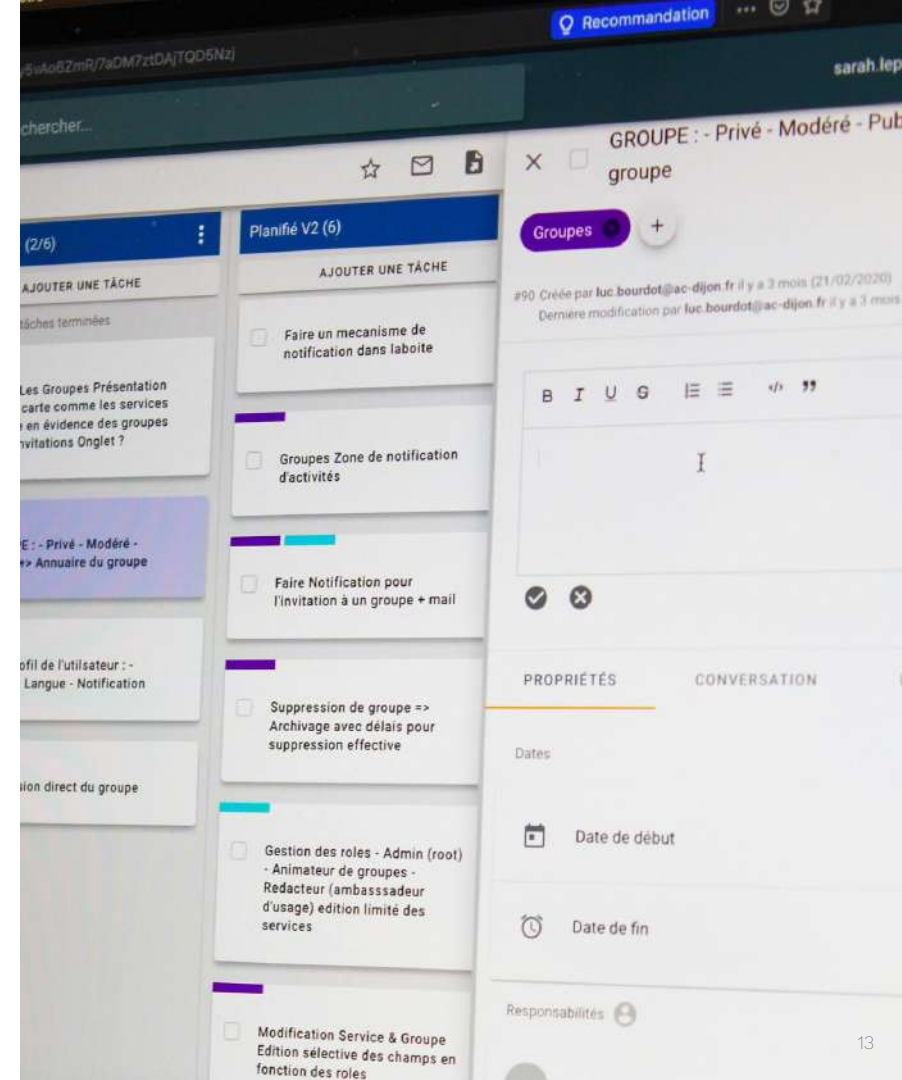 Recommandation
5vAo6ZmR/7aDM7ztDAjTQD5Nzj
chercher...
sarah.lep
(2/6)
AJOUTER UNE TÂCHE
tâches terminées
Les Groupes Présentation
carte comme les services
en évidence des groupes
nvitations Onglet ?
E : - Privé - Modéré -
=> Annuaire du groupe
ofil de l'utilsateur : -
Langue - Notification
sion direct du groupe
Planifié V2 (6)
AJOUTER UNE TÂCHE
Faire un mecanisme de
notification dans laboite
Groupes Zone de notification
d'activités
Faire Notification pour
l'invitation à un groupe + mail
Suppression de groupe =>
Archivage avec délais pour
suppression effective
Gestion des roles - Admin (root)
- Animateur de groupes -
Redacteur (ambasssadeur
d'usage) edition limité des
services
Modification Service & Groupe
Edition sélective des champs en
fonction des roles
GROUPE : - Privé - Modéré - Pub
groupe
Groupes
+
#90 Créée par luc.bourdot@ac-dijon.fr il y a 3 mois (21/02/2020)
Dernière modification par luc.bourdot@ac-dijon.fr il y a 3 mois
B I U S </> ”
PROPRIÉTÉS CONVERSATION
Dates
Date de début
Date de fin
Responsabilités
13